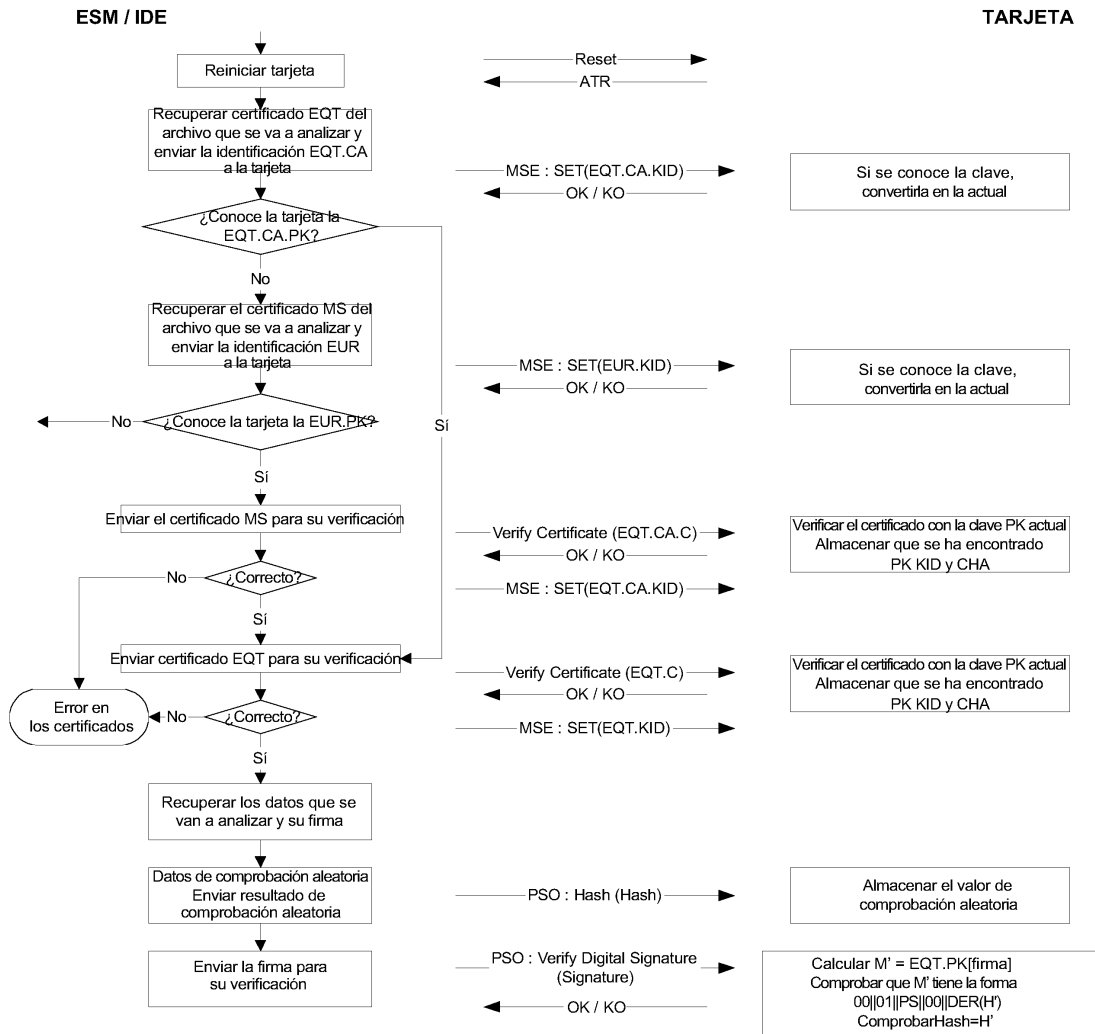 ESM / IDE
TARJETA
Reiniciar tarjeta
Reset
ATR
Recuperar certificado EQT del
archivo que se va a analizar y
enviar la identificación EQT.CA
a la tarjeta
MSE : SET(EQT.CA.KID)
OK / KO
Si se conoce la clave,
convertirla en la actual
¿Conoce la tarjeta la
EQT.CA.PK?
No
Recuperar el certificado MS del
archivo que se va a analizar y
enviar la identificación EUR
a la tarjeta
MSE : SET(EUR.KID)
OK / KO
Si se conoce la clave,
convertirla en la actual
No
¿Conoce la tarjeta la EUR.PK?
Sí
Sí
Enviar el certificado MS para su verificación
Verify Certificate (EQT.CA.C)
OK / KO
Verificar el certificado con la clave PK actual
Almacenar que se ha encontrado
PK KID y CHA
No
¿Correcto?
MSE : SET(EQT.CA.KID)
Sí
Enviar certificado EQT para su verificación
Verify Certificate (EQT.C)
OK / KO
Verificar el certificado con la clave PK actual
Almacenar que se ha encontrado
PK KID y CHA
Error en
los certificados
No
¿Correcto?
MSE : SET(EQT.KID)
Sí
Recuperar los datos que se
van a analizar y su firma
Datos de comprobación aleatoria
Enviar resultado de
comprobación aleatoria
PSO : Hash (Hash)
Almacenar el valor de
comprobación aleatoria
Enviar la firma para
su verificación
PSO : Verify Digital Signature
(Signature)
OK / KO
Calcular M' = EQT.PK[firma]
Comprobar que M' tiene la forma
00||01||PS||00||DER(H')
ComprobarHash=H'